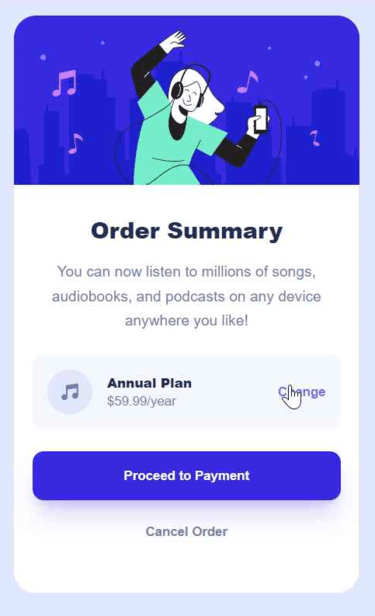 Order Summary
You can now listen to millions of songs,
audiobooks, and podcasts on any device
anywhere you like!
Annual Plan
$59.99/year
Change
Proceed to Payment
Cancel Order